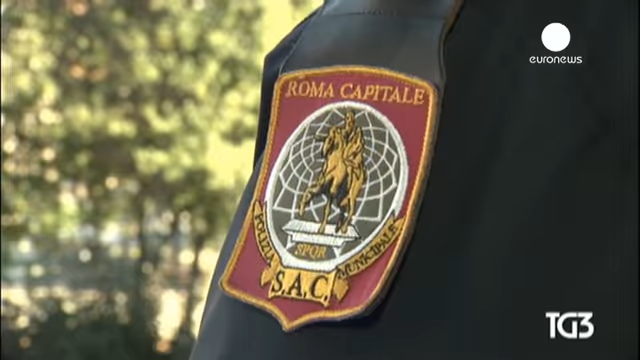 euronews
ROMA CAPITALE
SPQR
POLIZIA MUNICIPALE
S.A.C.
TG3